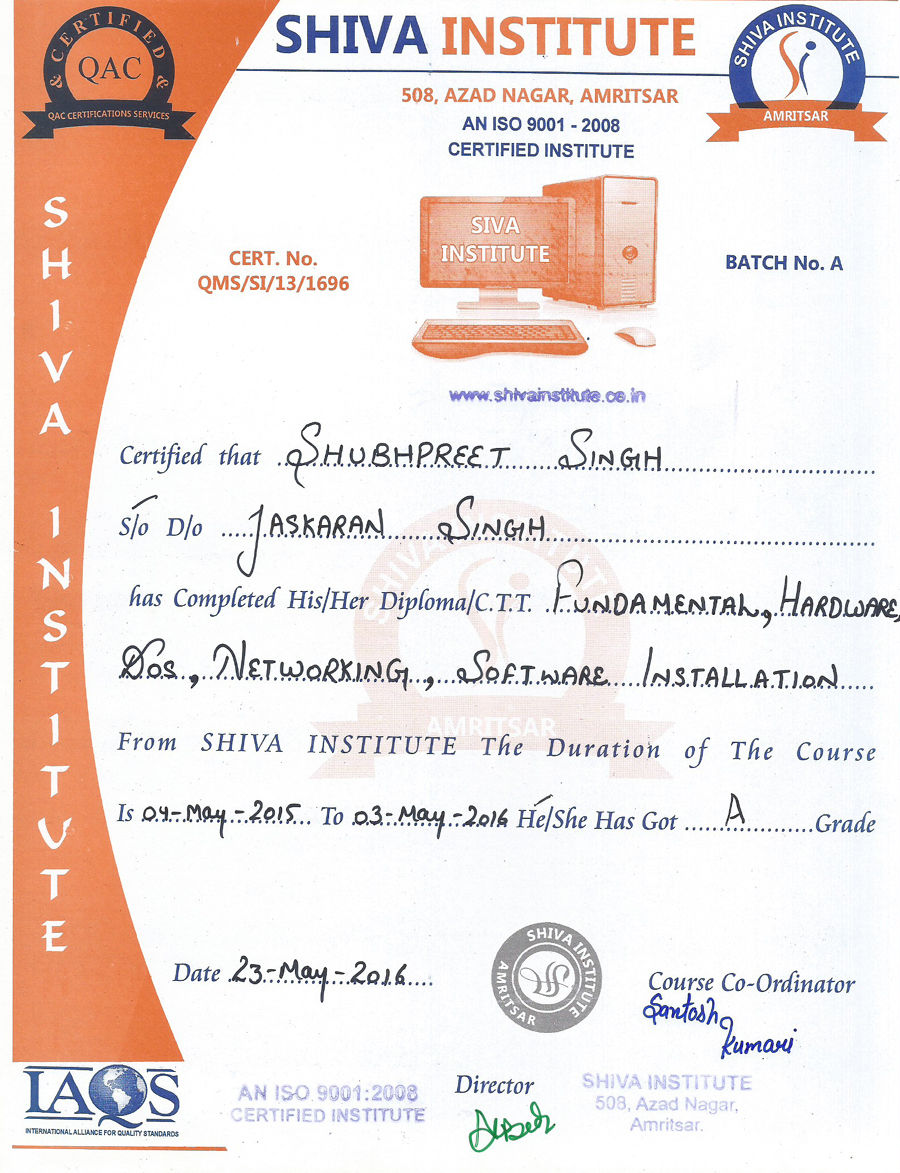 CERTIFIED
& &
QAC
QAC CERTIFICATIONS SERVICES
SHIVA INSTITUTE
SHIVA INSTITUTE
AMRITSAR
508, AZAD NAGAR, AMRITSAR
AN ISO 9001 - 2008
CERTIFIED INSTITUTE
SHIVA INSTITUTE
SIVA
INSTITUTE
CERT. No.
QMS/SI/13/1696
BATCH No. A
www.shivainstitute.co.in
Certified that Shubhpreet Singh
S/o D/o Jaskaran Singh
has Completed His/Her Diploma/C.T.T. Fundamental, Hardware,
Dos, Networking, Software Installation
SHIVA INSTITUTE
AMRITSAR
From SHIVA INSTITUTE The Duration of The Course
Is 04-May-2015 To 03-May-2016 He/She Has Got A Grade
Date 23-May-2016
SHIVA INSTITUTE
AMRITSAR
Course Co-Ordinator
Santosh
Kumari
IAQS
INTERNATIONAL ALLIANCE FOR QUALITY STANDARDS
AN ISO 9001:2008
CERTIFIED INSTITUTE
Director
SHIVA INSTITUTE
508, Azad Nagar,
Amritsar.